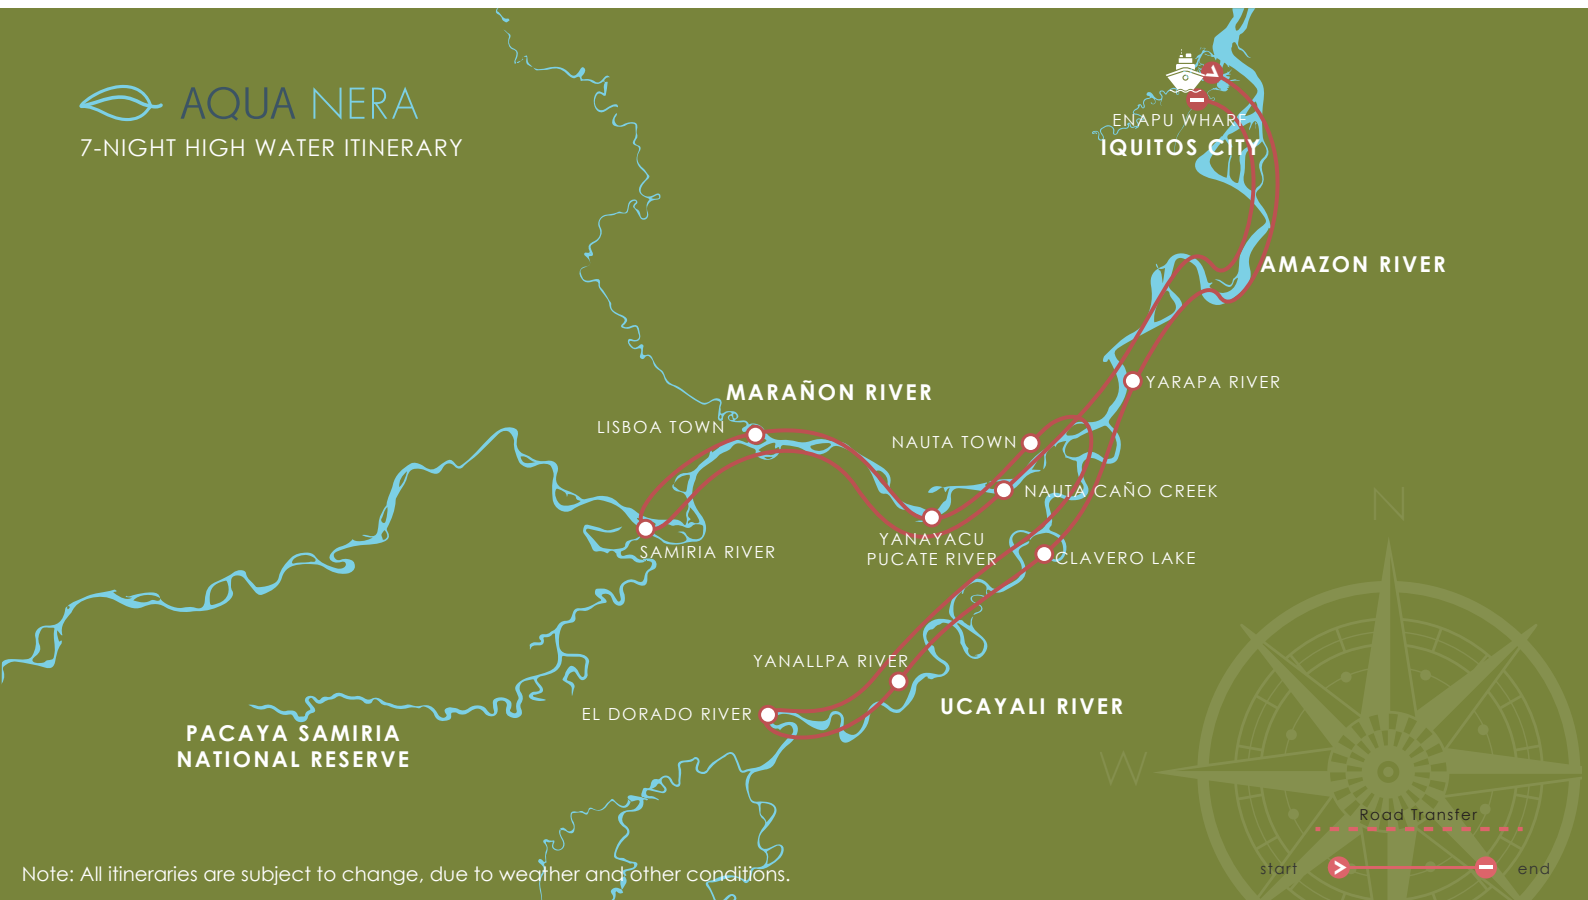 AQUA NERA
7-NIGHT HIGH WATER ITINERARY
ENAPU WHARF
IQUITOS CITY
AMAZON RIVER
YARAPA RIVER
MARAÑON RIVER
LISBOA TOWN
NAUTA TOWN
NAUTA CAÑO CREEK
SAMIRIA RIVER
YANAYACU
PUCATE RIVER
CLAVERO LAKE
YANALLPA RIVER
EL DORADO RIVER
UCAYALI RIVER
PACAYA SAMIRIA
NATIONAL RESERVE
N
W
Road Transfer
start
end
Note: All itineraries are subject to change, due to weather and other conditions.